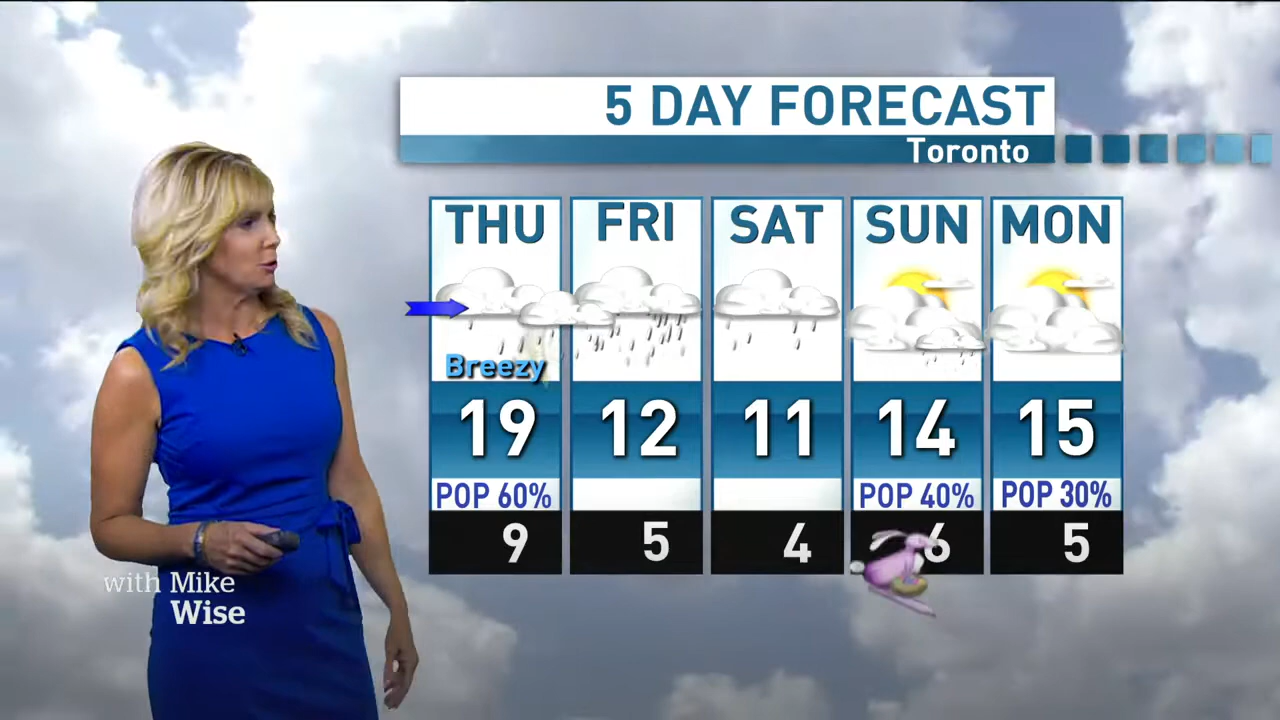 5 DAY FORECAST
Toronto
THU FRI SAT SUN MON
Breezy
19 12 11 14 15
POP 60% POP 40% POP 30%
9 5 4 6 5
with Mike
Wise